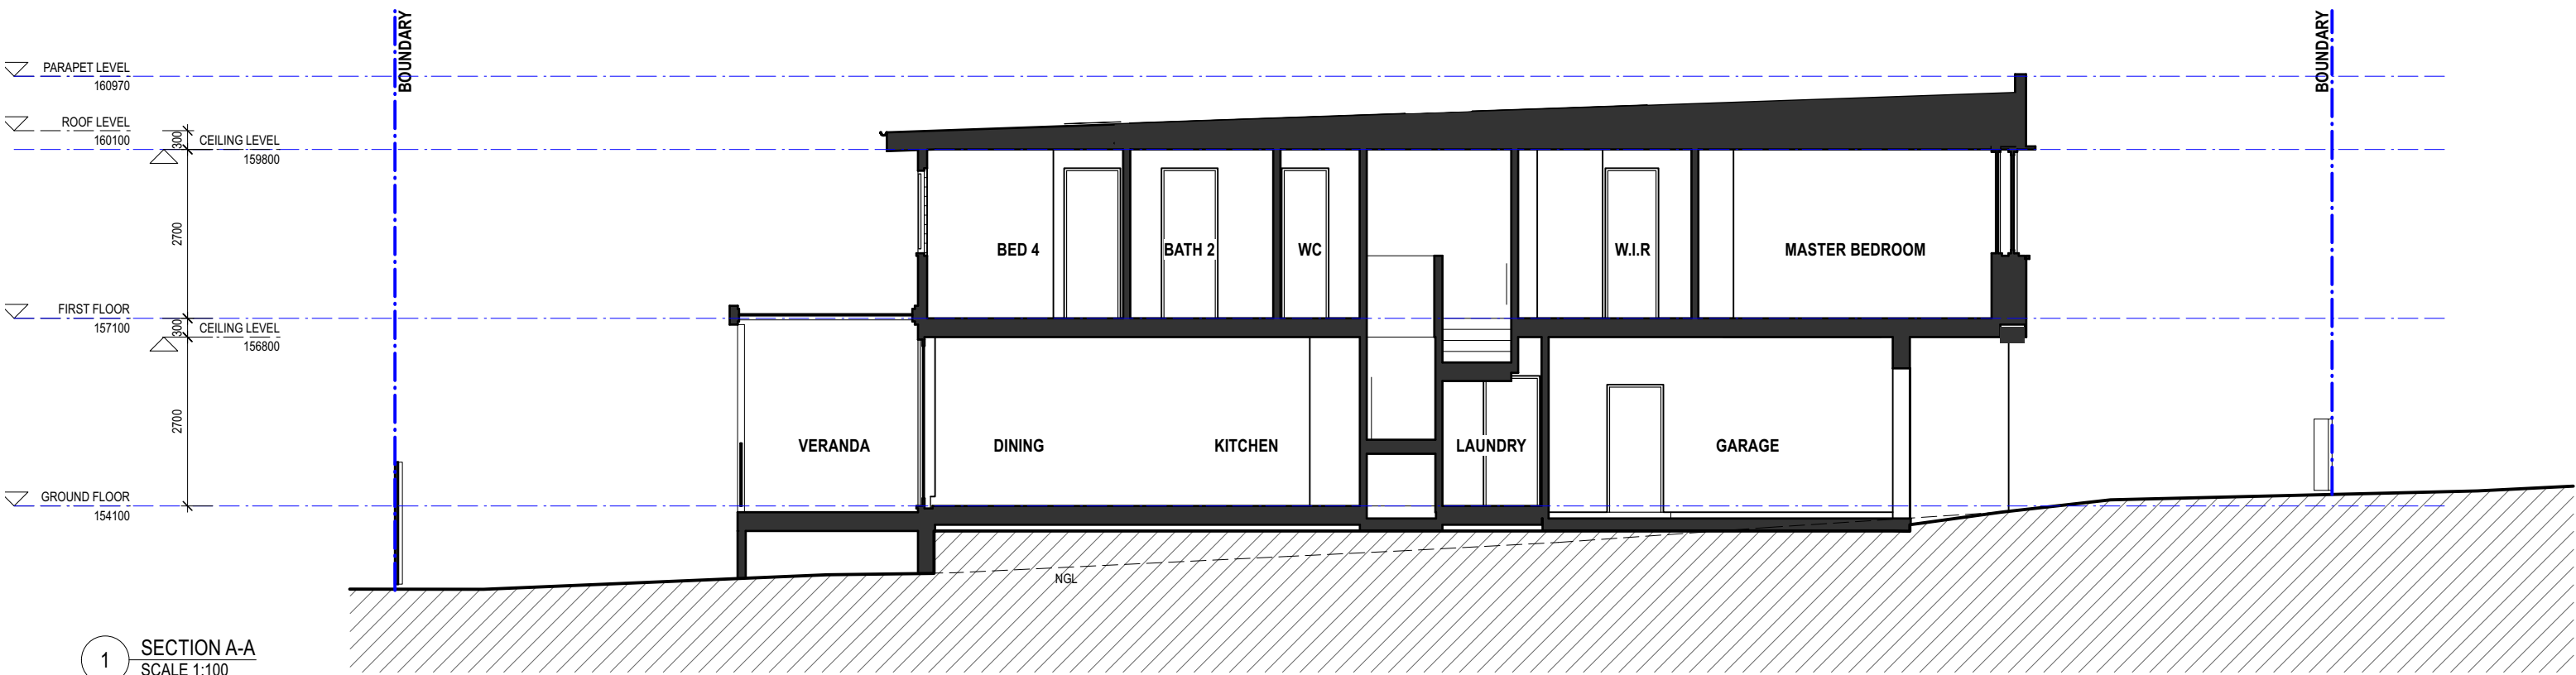 BOUNDARY
BOUNDARY
PARAPET LEVEL
160970
ROOF LEVEL
160100
300
CEILING LEVEL
159800
2700
BED 4
BATH 2
WC
W.I.R
MASTER BEDROOM
FIRST FLOOR
157100
300
CEILING LEVEL
156800
2700
VERANDA
DINING
KITCHEN
LAUNDRY
GARAGE
GROUND FLOOR
154100
NGL
1
SECTION A-A
SCALE 1:100